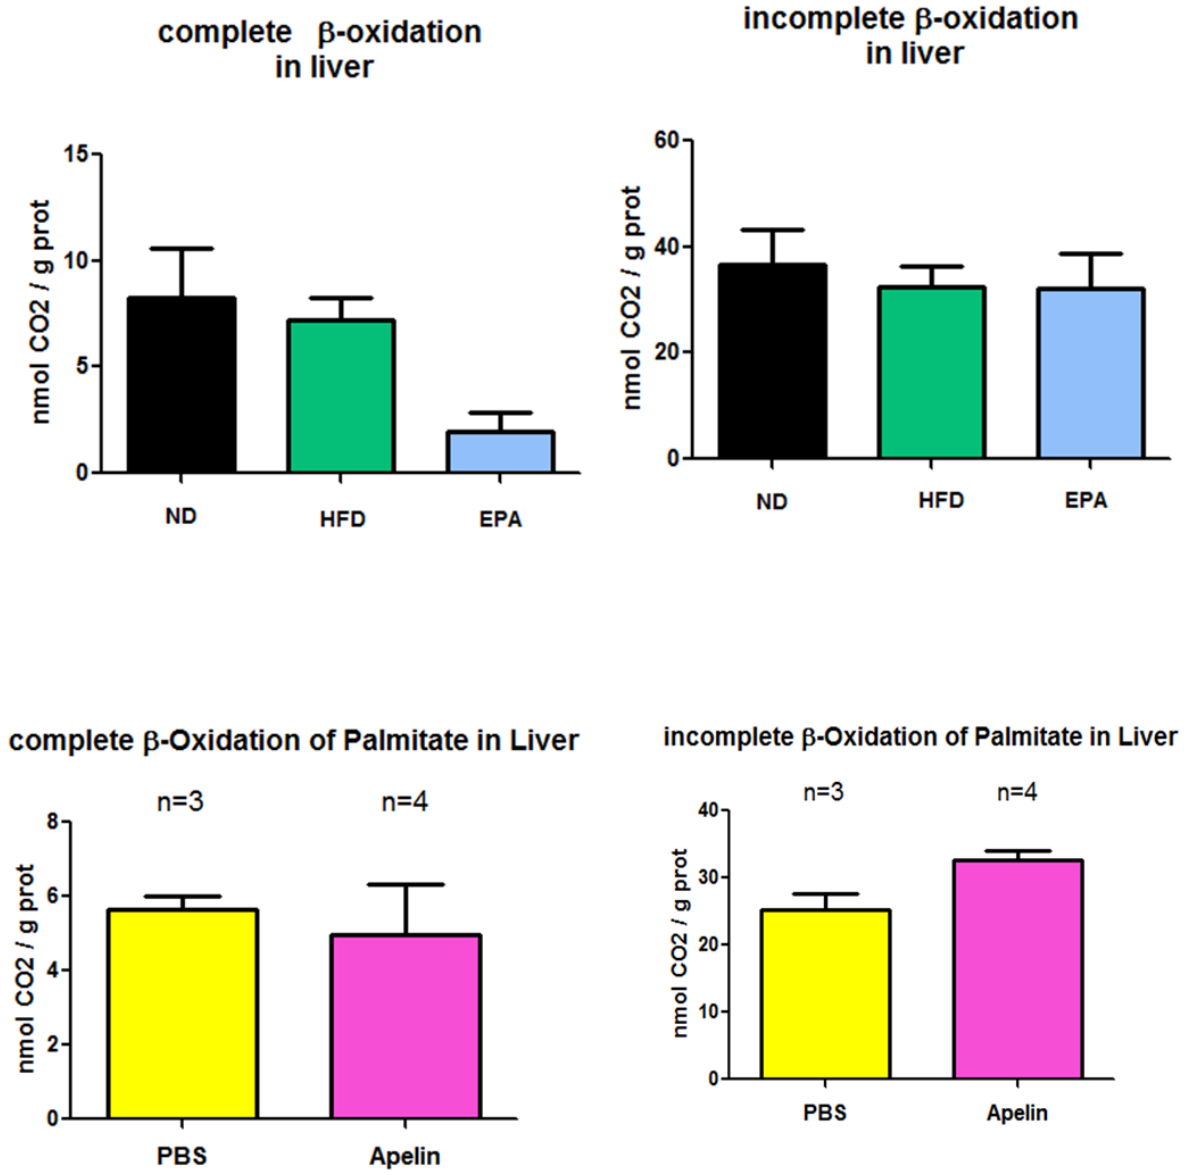 complete β-oxidation
in liver
nmol CO2 / g prot
15
10
5
0
ND
HFD
EPA
incomplete β-oxidation
in liver
nmol CO2 / g prot
60
40
20
0
ND
HFD
EPA
complete β-Oxidation of Palmitate in Liver
n=3
n=4
nmol CO2 / g prot
8
6
4
2
0
PBS
Apelin
incomplete β-Oxidation of Palmitate in Liver
n=3
n=4
nmol CO2 / g prot
40
30
20
10
0
PBS
Apelin